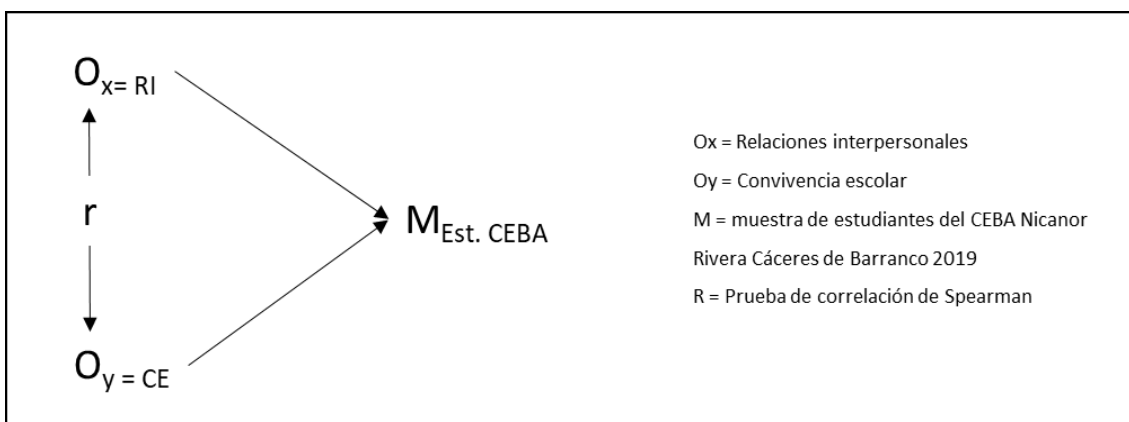 Ox= RI
r
Oy = CE
MEst. CEBA
Ox = Relaciones interpersonales
Oy = Convivencia escolar
M = muestra de estudiantes del CEBA Nicanor
Rivera Cáceres de Barranco 2019
R = Prueba de correlación de Spearman